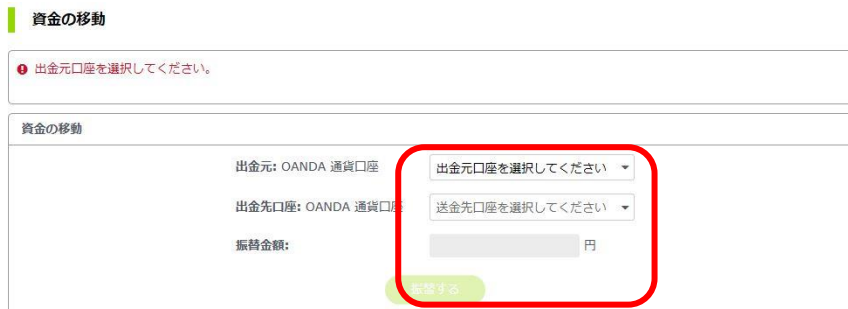 資金の移動
出金元口座を選択してください。
資金の移動
出金元: OANDA 通貨口座 出金元口座を選択してください
出金先口座: OANDA 通貨口座 送金先口座を選択してください
振替金額: 円
振替する